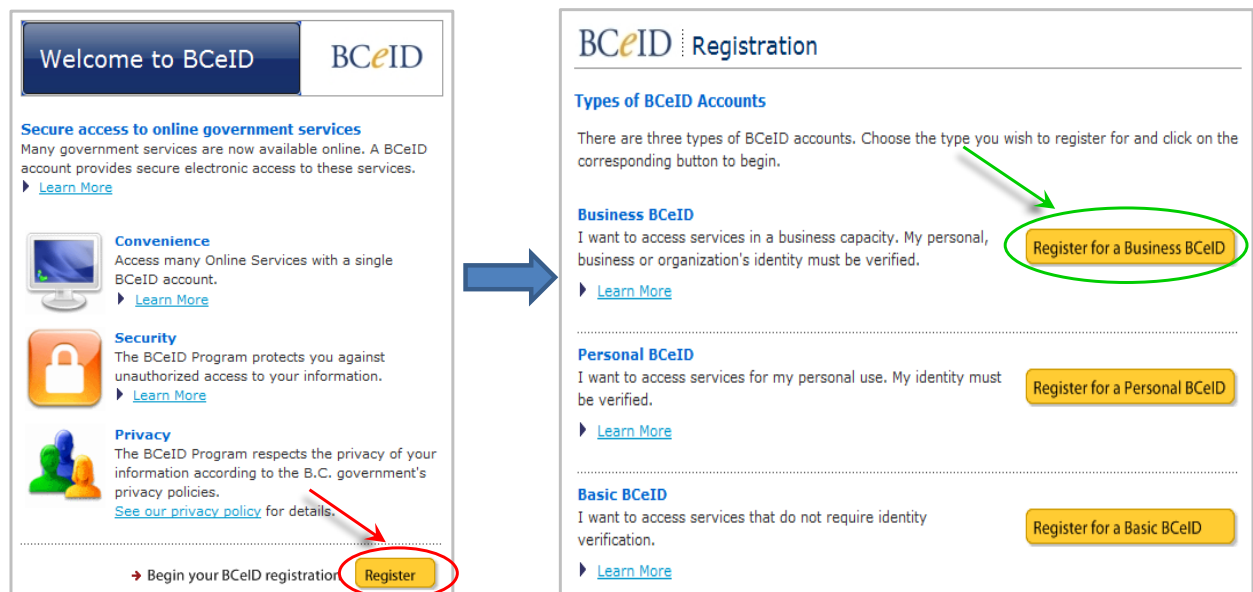 Welcome to BCeID
BCeID
Secure access to online government services
Many government services are now available online. A BCeID
account provides secure electronic access to these services.
Learn More
Convenience
Access many Online Services with a single
BCeID account.
Learn More
Security
The BCeID Program protects you against
unauthorized access to your information.
Learn More
Privacy
The BCeID Program respects the privacy of your
information according to the B.C. government's
privacy policies.
See our privacy policy for details.
Begin your BCeID registration
Register
BCeID Registration
Types of BCeID Accounts
There are three types of BCeID accounts. Choose the type you wish to register for and click on the
corresponding button to begin.
Business BCeID
I want to access services in a business capacity. My personal,
business or organization's identity must be verified.
Learn More
Register for a Business BCeID
Personal BCeID
I want to access services for my personal use. My identity must
be verified.
Learn More
Register for a Personal BCeID
Basic BCeID
I want to access services that do not require identity
verification.
Learn More
Register for a Basic BCeID